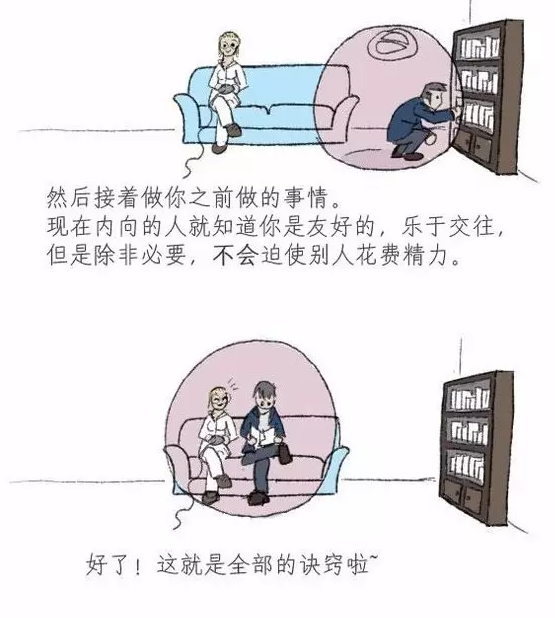 然后接着做你之前做的事情。
现在内向的人就知道你是友好的，乐于交往，
但是除非必要，不会迫使别人花费精力。
好了！这就是全部的诀窍啦~